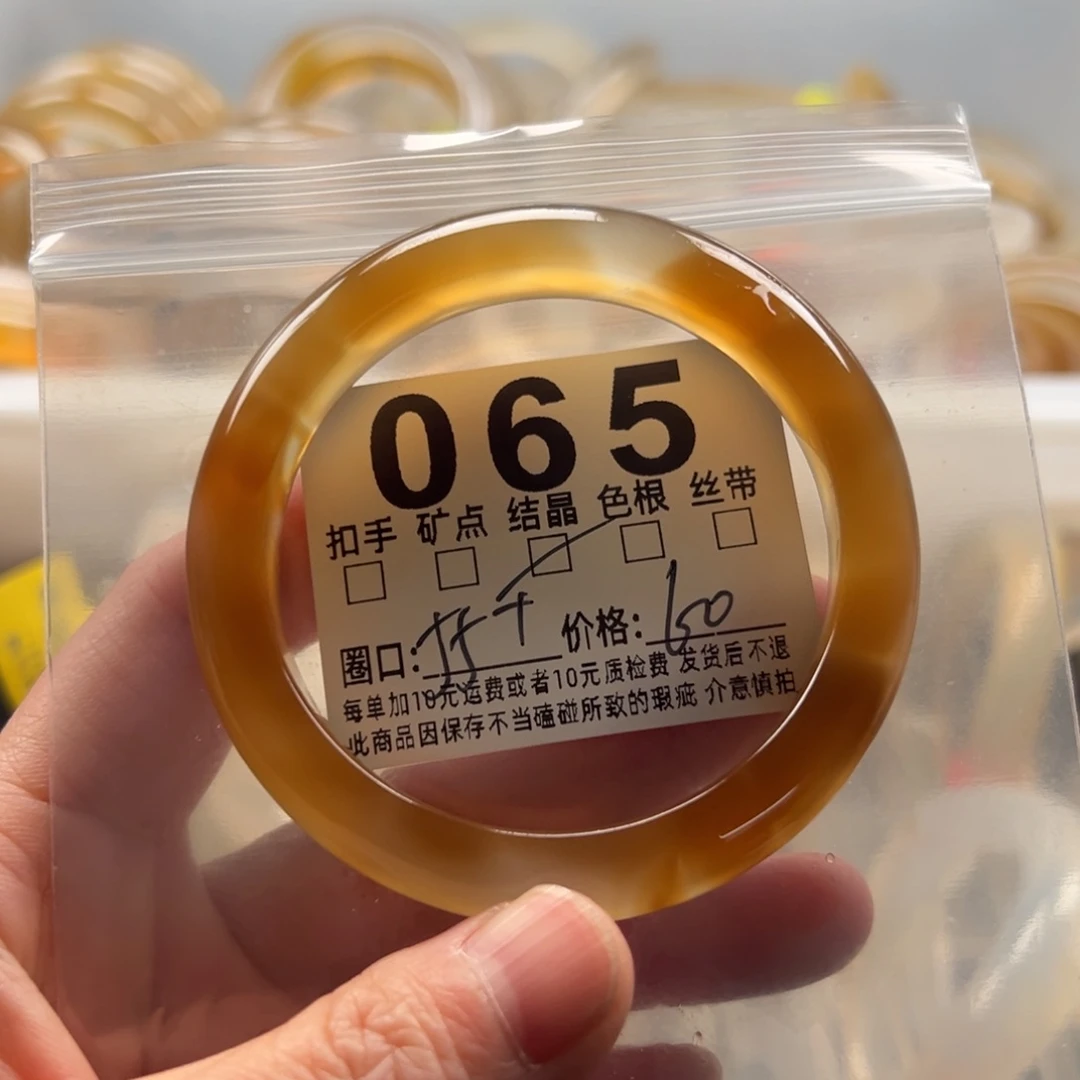 065
扣手 矿点 结晶 色根 丝带
圈口: 价格:
每单加10元运费或者10元质检费 发货后不退
此商品因保存不当磕碰所致的瑕疵 介意慎拍